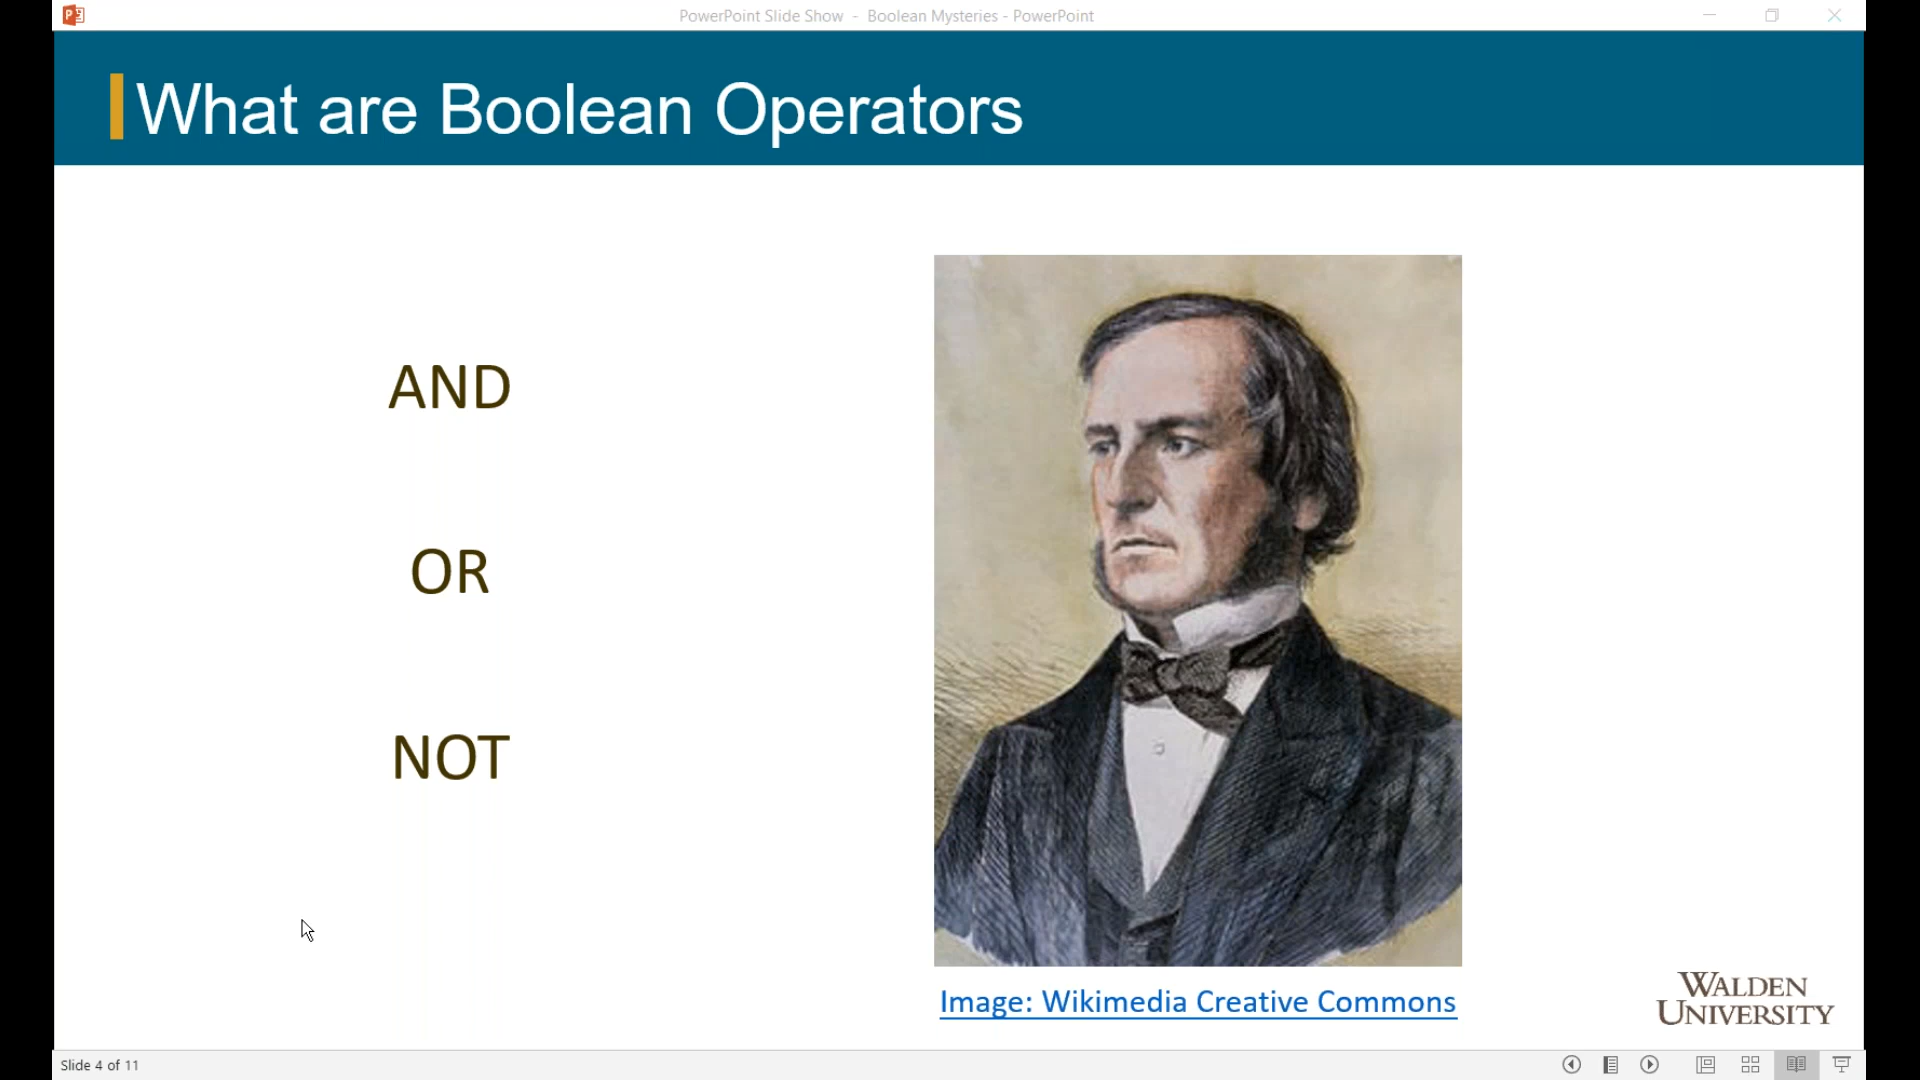 PowerPoint Slide Show - Boolean Mysteries - PowerPoint
What are Boolean Operators
AND
OR
NOT
Image: Wikimedia Creative Commons
WALDEN
UNIVERSITY
Slide 4 of 11